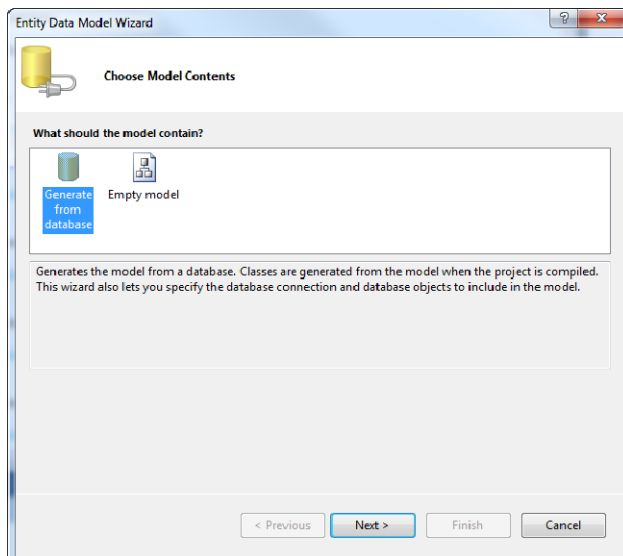 Entity Data Model Wizard
Choose Model Contents
What should the model contain?
Generate
from
database
Empty model
Generates the model from a database. Classes are generated from the model when the project is compiled.
This wizard also lets you specify the database connection and database objects to include in the model.
< Previous
Next >
Finish
Cancel